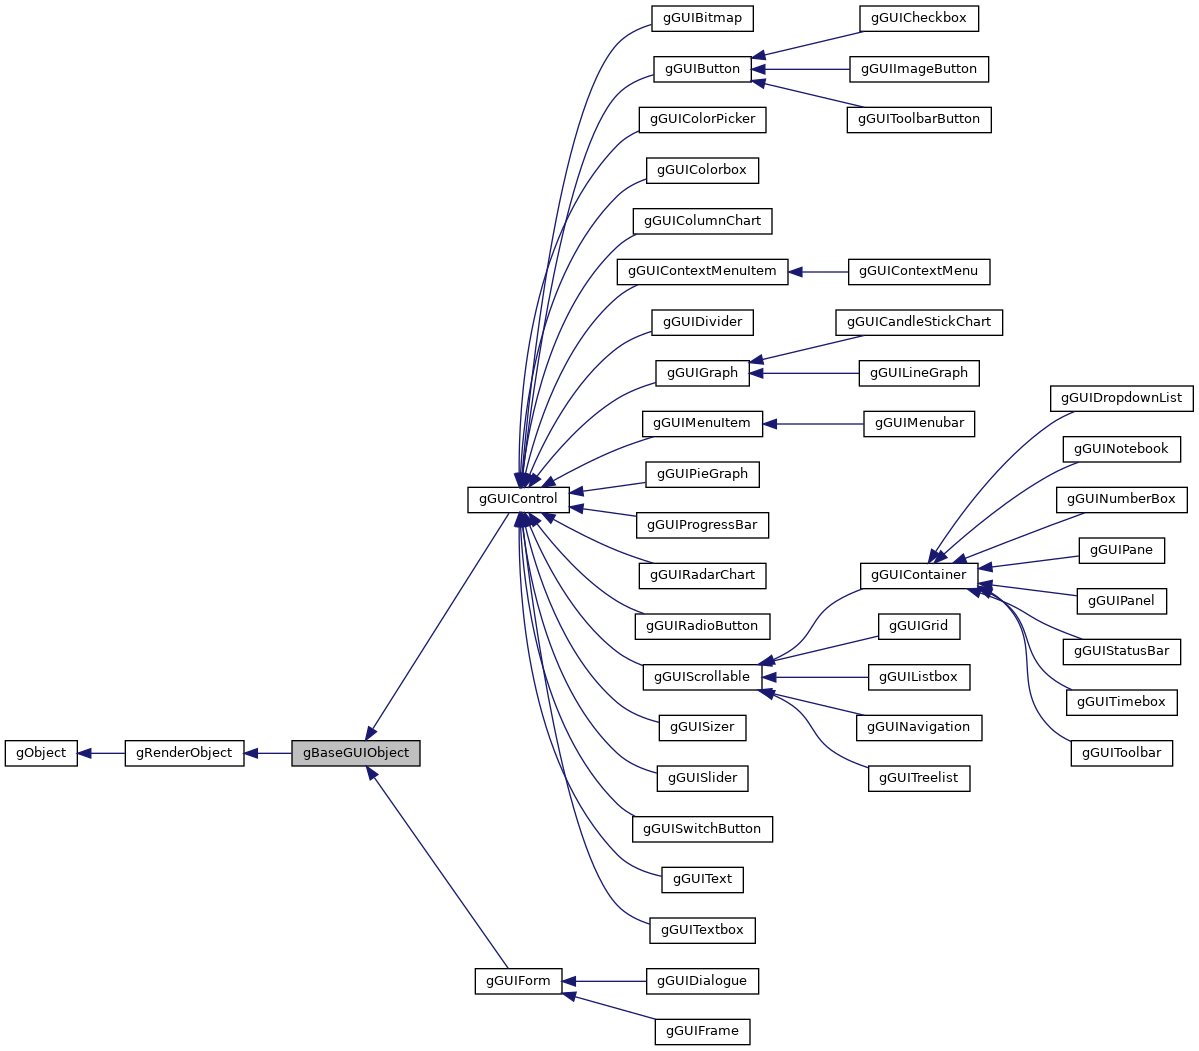 gGUIBitmap
gGUICheckbox
gGUIButton
gGUIImageButton
gGUIColorPicker
gGUIToolbarButton
gGUIColorbox
gGUIColumnChart
gGUIContextMenuItem
gGUIContextMenu
gGUIDivider
gGUICandleStickChart
gGUIGraph
gGUILineGraph
gGUIDropdownList
gGUIMenuItem
gGUIMenubar
gGUINotebook
gGUIPieGraph
gGUIControl
gGUINumberBox
gGUIProgressBar
gGUIPane
gGUIRadarChart
gGUIContainer
gGUIPanel
gGUIRadioButton
gGUIGrid
gGUIStatusBar
gGUIScrollable
gGUIListbox
gGUITimebox
gGUISizer
gGUINavigation
gObject
gRenderObject
gBaseGUIObject
gGUIToolbar
gGUISlider
gGUITreelist
gGUISwitchButton
gGUIText
gGUITextbox
gGUIForm
gGUIDialogue
gGUIFrame